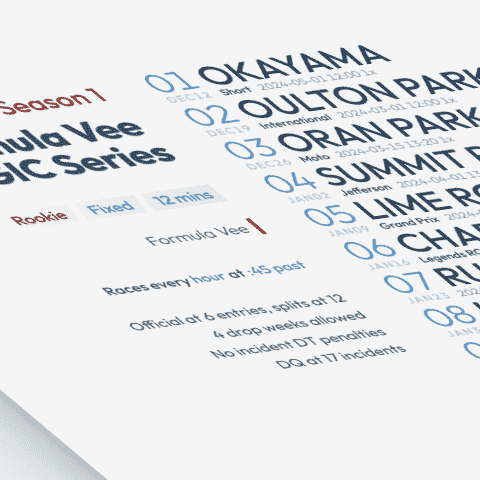 Season 1
mula Vee
GIC Series
Rookie Fixed 12 mins
Formula Vee
Races every hour at :45 past
Official at 6 entries, splits at 12
4 drop weeks allowed
No incident DT penalties
DQ at 17 incidents
01 OKAYAMA
DEC12 Short 2024-05-01 12:00 1x
02 OULTON PARK
DEC19 International 2024-03-01 12:00 1x
03 ORAN PARK
DEC26 Moto 2024-03-15 13:20 1x
04 SUMMIT
JAN02 Jefferson 2024-04-01
05 LIME RO
JAN09 Grand Prix 2024-
06 CHAR
JAN16 Legends Ro
07 RU
JAN23 202
08
JAN3